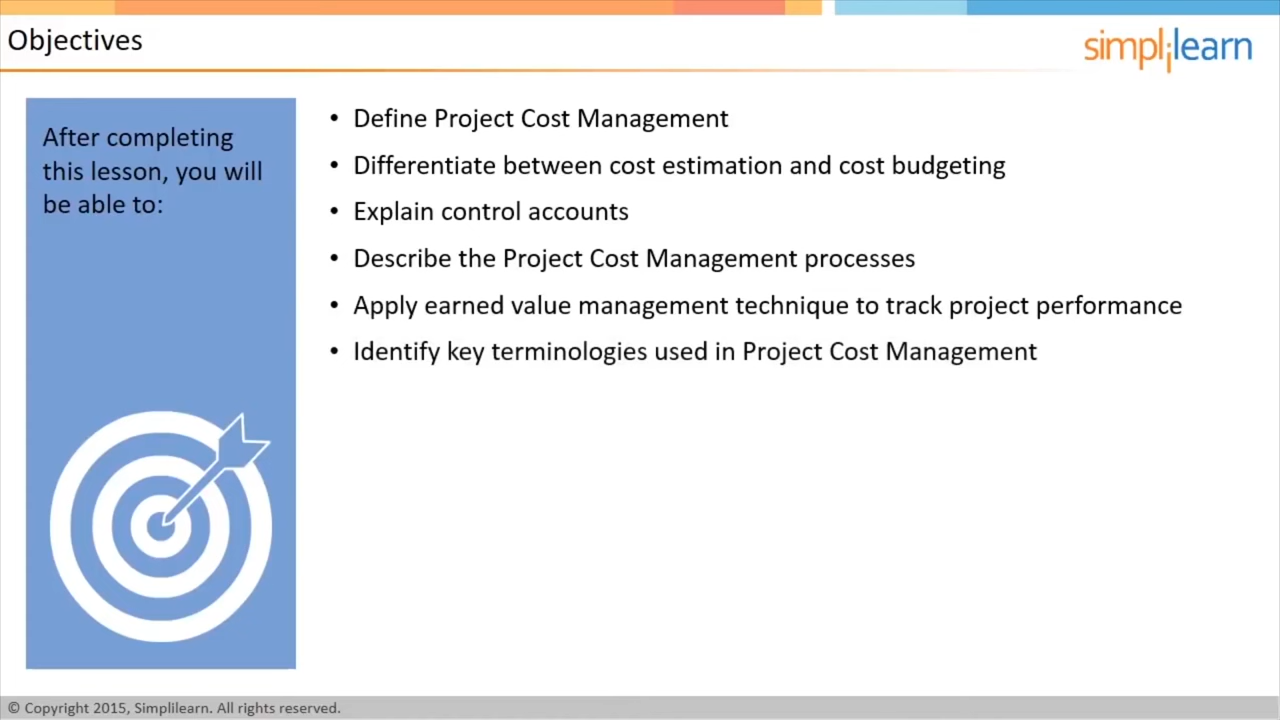 Objectives
simplilearn
After completing
this lesson, you will
be able to:
• Define Project Cost Management
• Differentiate between cost estimation and cost budgeting
• Explain control accounts
• Describe the Project Cost Management processes
• Apply earned value management technique to track project performance
• Identify key terminologies used in Project Cost Management
© Copyright 2015, Simplilearn. All rights reserved.